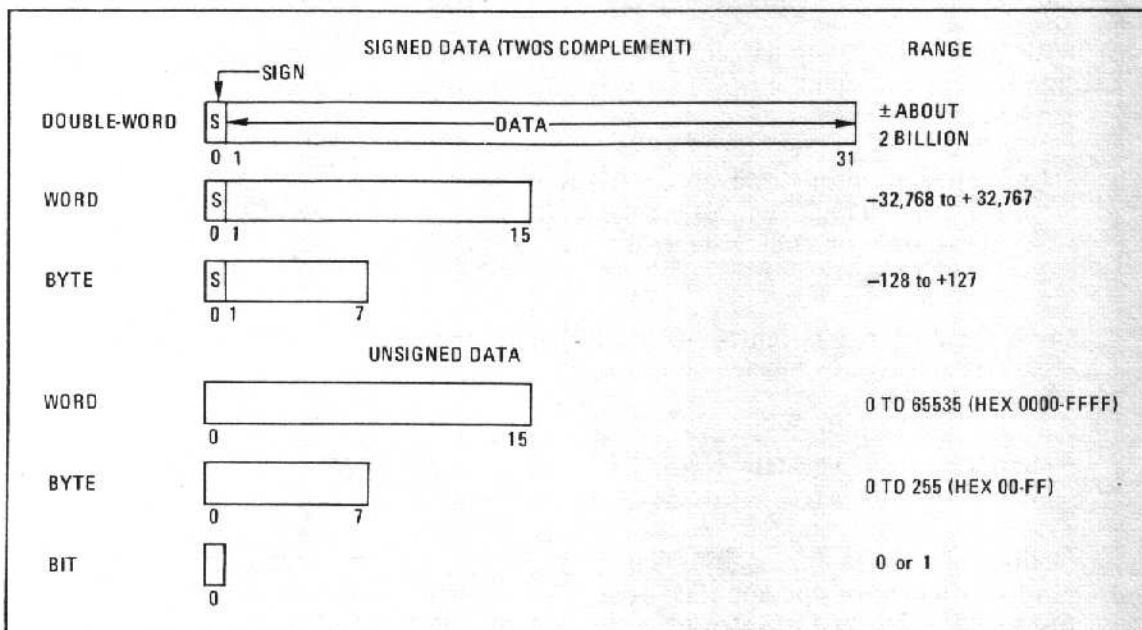 SIGNED DATA (TWOS COMPLEMENT) RANGE
SIGN
DOUBLE-WORD S DATA ± ABOUT
2 BILLION
0 1 31
WORD S −32,768 to + 32,767
0 1 15
BYTE S −128 to +127
0 1 7
UNSIGNED DATA
WORD 0 TO 65535 (HEX 0000-FFFF)
0 15
BYTE 0 TO 255 (HEX 00-FF)
0 7
BIT 0 or 1
0